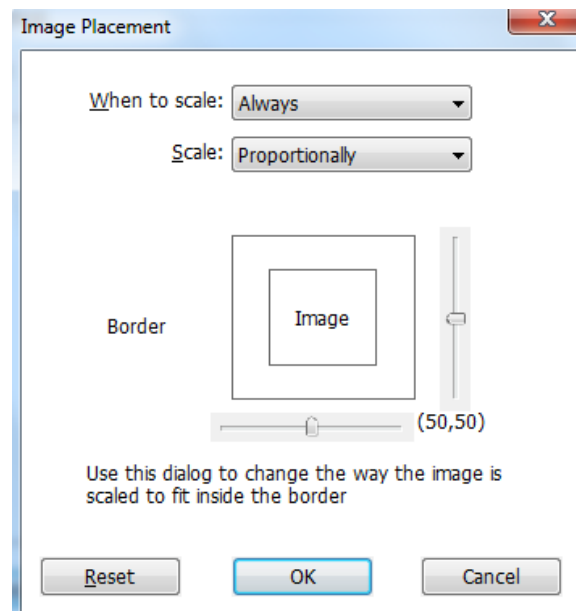 Image Placement
When to scale: Always
Scale: Proportionally
Image
Border
(50,50)
Use this dialog to change the way the image is
scaled to fit inside the border
Reset OK Cancel